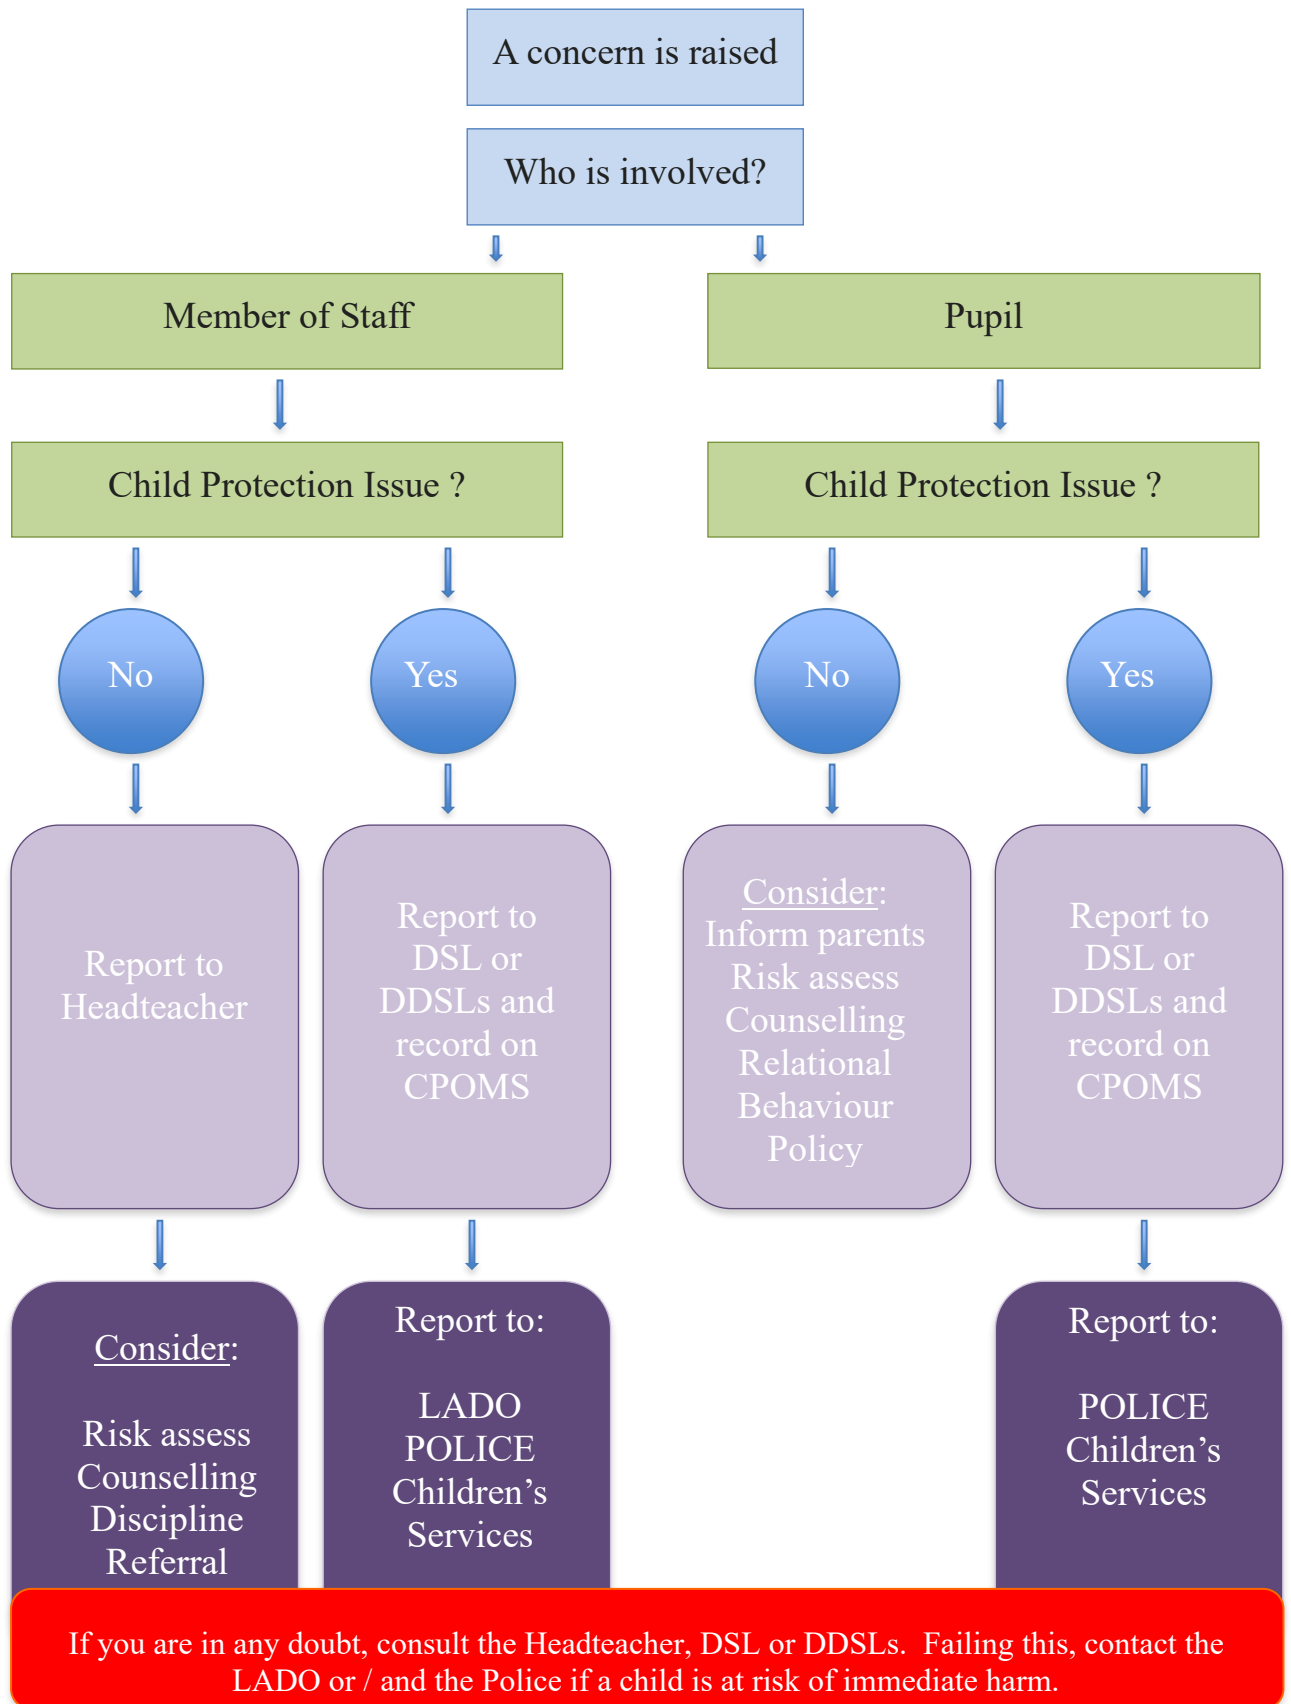 A concern is raised
Who is involved?
Member of Staff
Pupil
Child Protection Issue ?
Child Protection Issue ?
No
Yes
No
Yes
Report to
Headteacher
Report to
DSL or
DDSLs and
record on
CPOMS
Consider:
Inform parents
Risk assess
Counselling
Relational
Behaviour
Policy
Report to
DSL or
DDSLs and
record on
CPOMS
Consider:
Risk assess
Counselling
Discipline
Referral
Report to:
LADO
POLICE
Children’s
Services
Report to:
POLICE
Children’s
Services
If you are in any doubt, consult the Headteacher, DSL or DDSLs.  Failing this, contact the
LADO or / and the Police if a child is at risk of immediate harm.